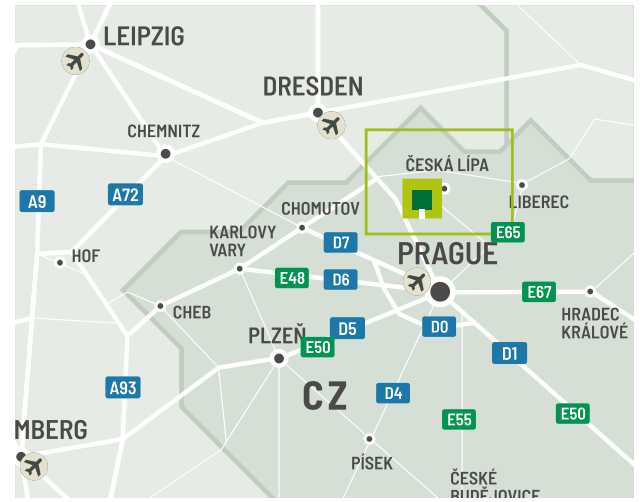 LEIPZIG
DRESDEN
CHEMNITZ
ČESKÁ LÍPA
A9
A72
LIBEREC
CHOMUTOV
E65
KARLOVY
VARY
D7
PRAGUE
HOF
E48
D6
E67
CHEB
HRADEC
KRÁLOVÉ
D5
D0
PLZEŇ
E50
D1
A93
CZ
D4
E50
E55
MBERG
PÍSEK
ČESKÉ
BUDĚJOVICE